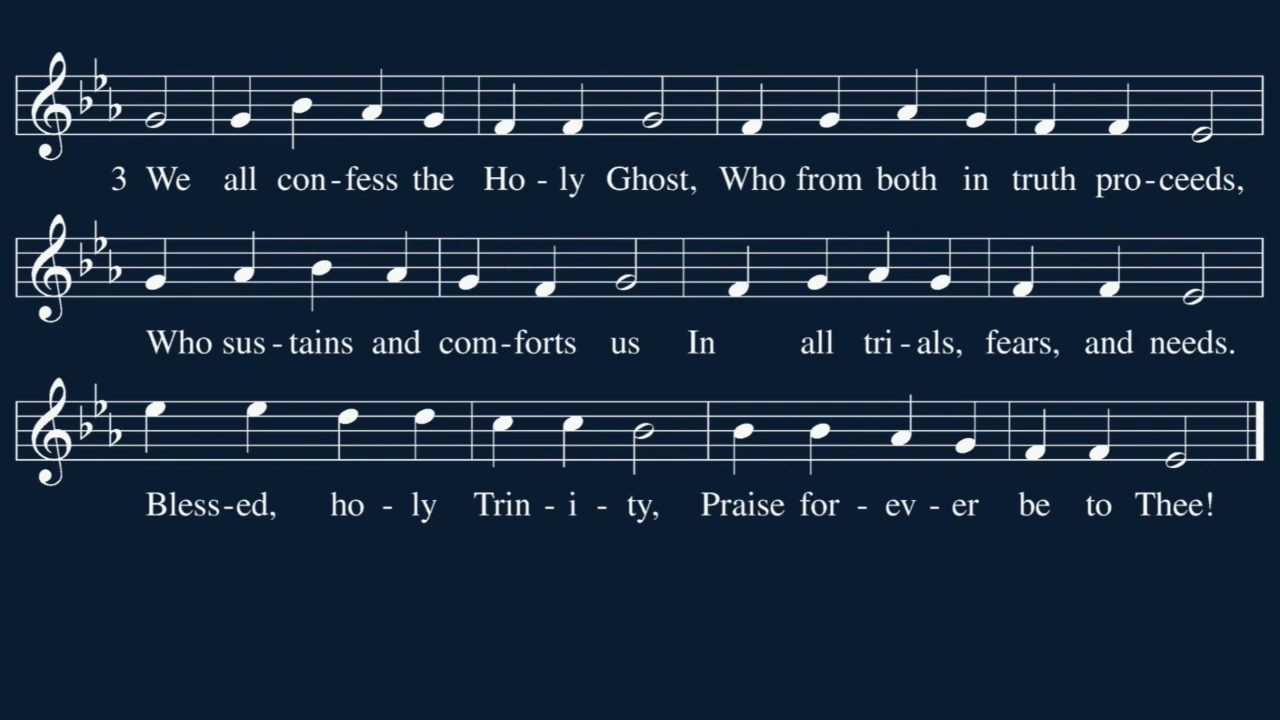 3 We all con-fess the Ho - ly Ghost, Who from both in truth pro-ceeds,
Who sus-tains and com-forts us In all tri-als, fears, and needs.
Bless-ed, ho - ly Trin - i - ty, Praise for - ev - er be to Thee!